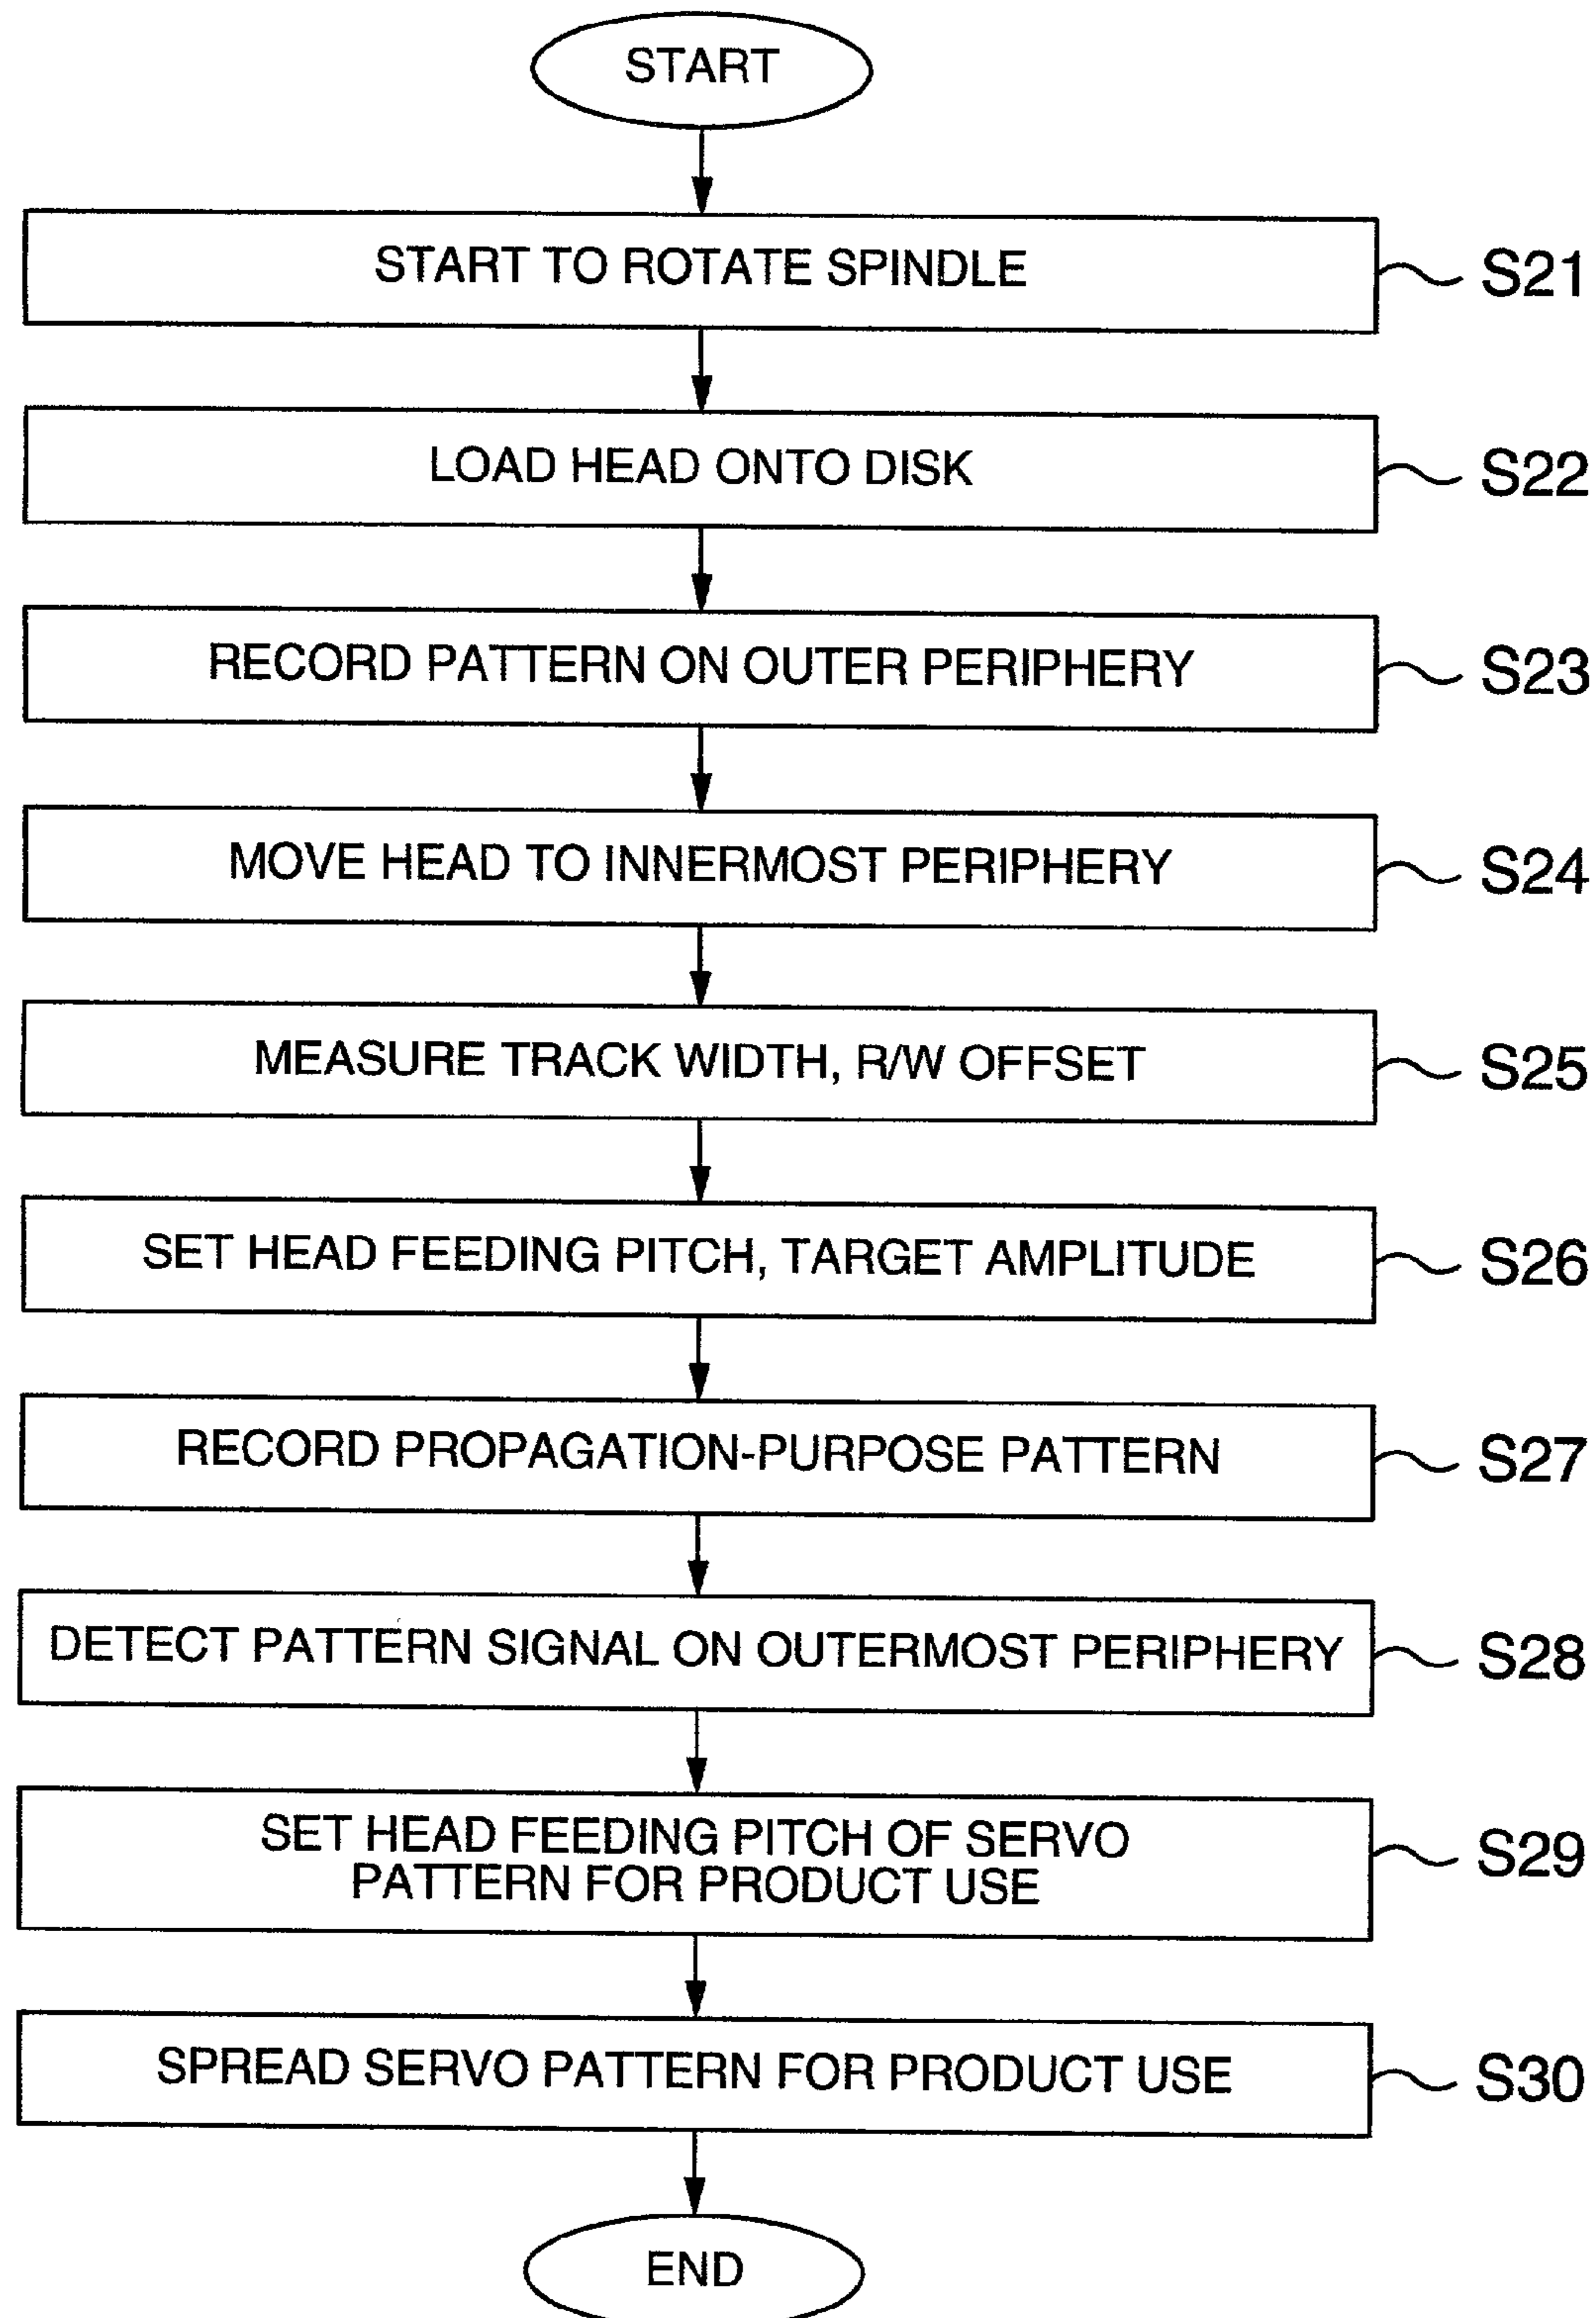 START
START TO ROTATE SPINDLE
S21
LOAD HEAD ONTO DISK
S22
RECORD PATTERN ON OUTER PERIPHERY
S23
MOVE HEAD TO INNERMOST PERIPHERY
S24
MEASURE TRACK WIDTH, R/W OFFSET
S25
SET HEAD FEEDING PITCH, TARGET AMPLITUDE
S26
RECORD PROPAGATION-PURPOSE PATTERN
S27
DETECT PATTERN SIGNAL ON OUTERMOST PERIPHERY
S28
SET HEAD FEEDING PITCH OF SERVO
PATTERN FOR PRODUCT USE
S29
SPREAD SERVO PATTERN FOR PRODUCT USE
S30
END